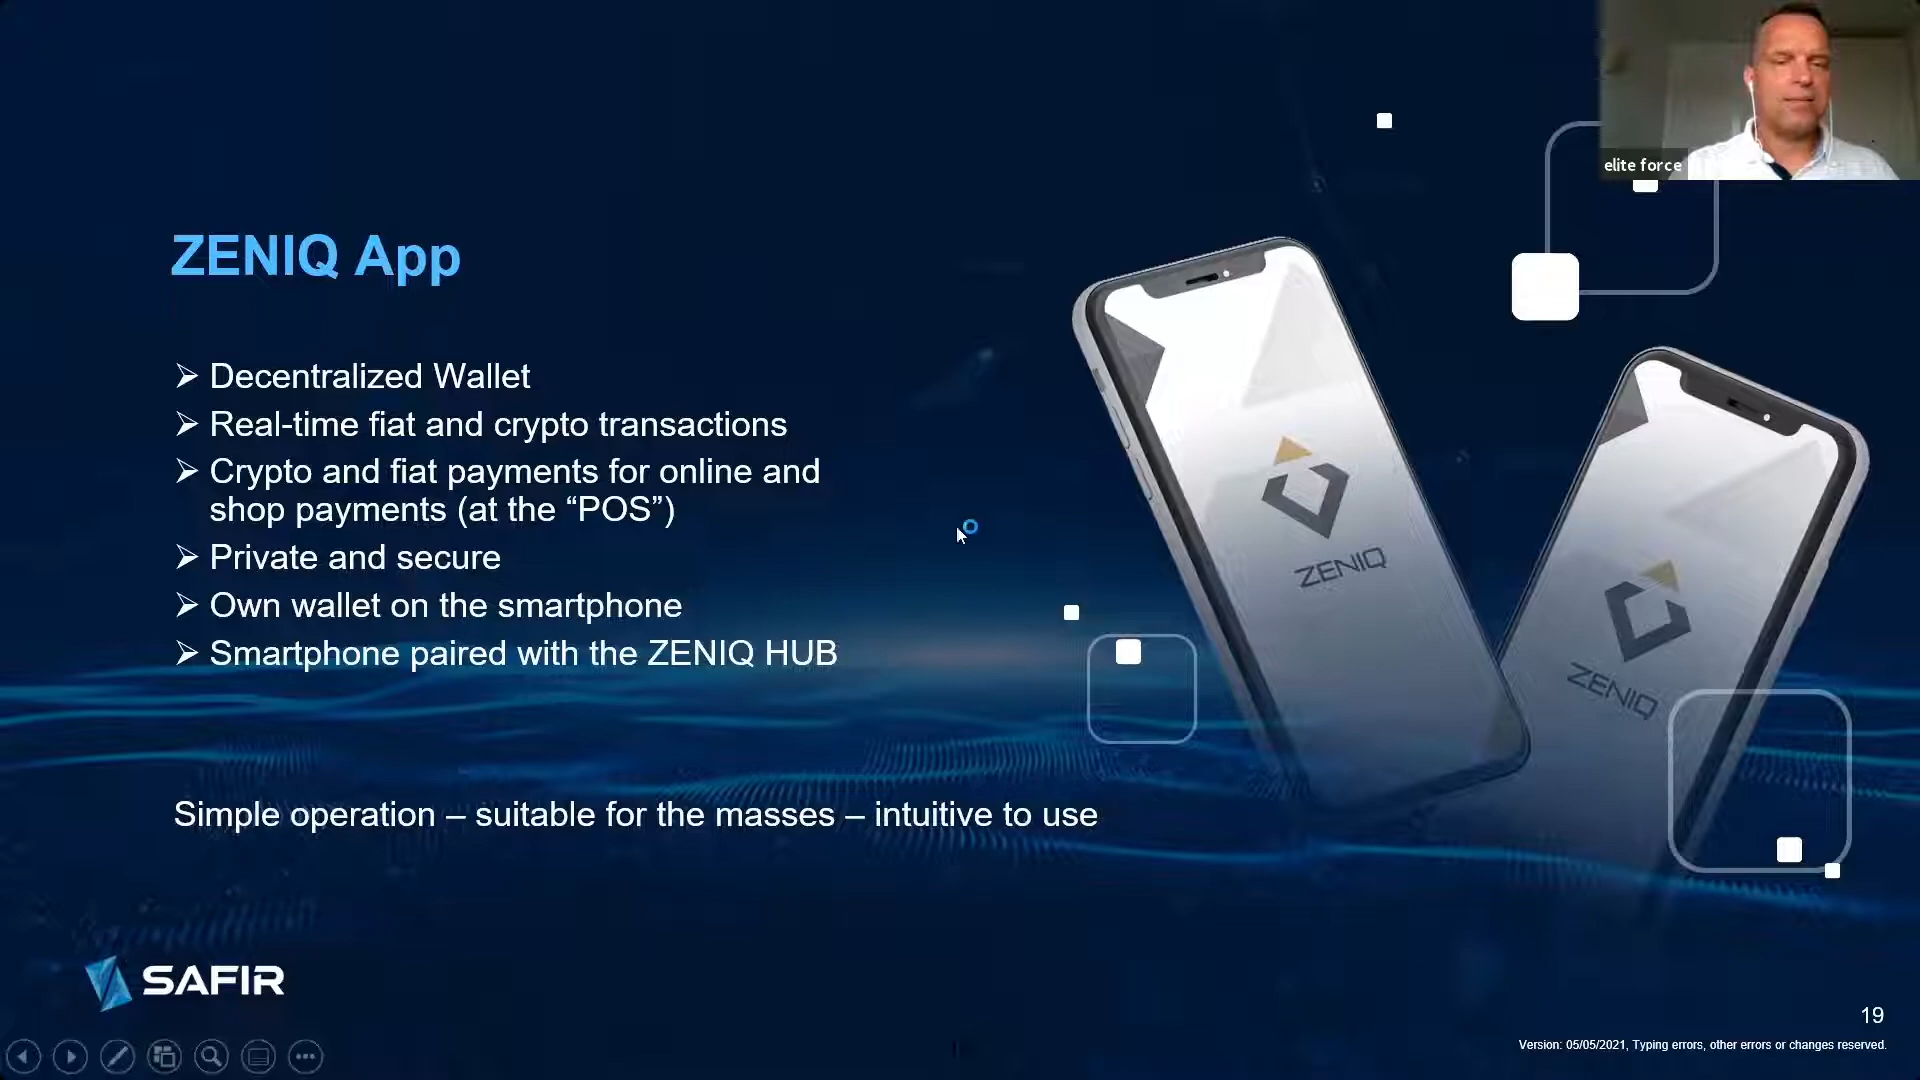 elite force
ZENIQ App
➢ Decentralized Wallet
➢ Real-time fiat and crypto transactions
➢ Crypto and fiat payments for online and
shop payments (at the “POS”)
➢ Private and secure
➢ Own wallet on the smartphone
➢ Smartphone paired with the ZENIQ HUB
ZENIQ
ZENIQ
Simple operation – suitable for the masses – intuitive to use
SAFIR
19
Version: 05/05/2021, Typing errors, other errors or changes reserved.